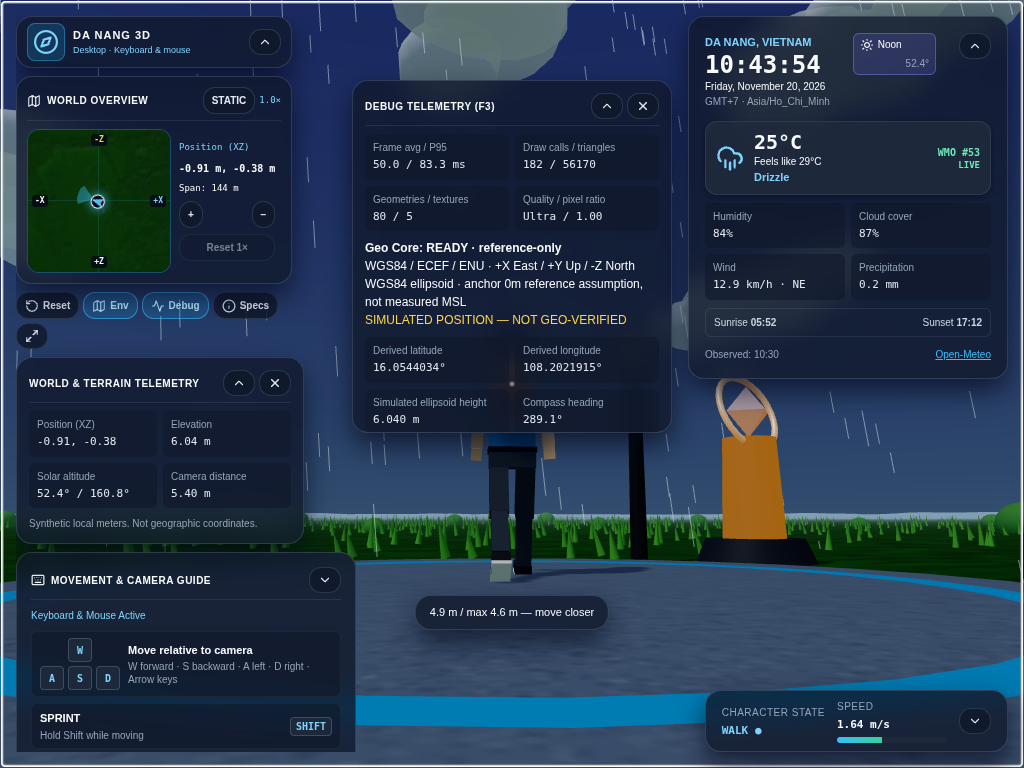 DA NANG 3D
Desktop · Keyboard & mouse
WORLD OVERVIEW
STATIC
1.0×
-Z
-X
+X
+Z
Position (XZ)
-0.91 m, -0.38 m
Span: 144 m
+
−
Reset 1×
Reset
Env
Debug
Specs
WORLD & TERRAIN TELEMETRY
Position (XZ)
-0.91, -0.38
Elevation
6.04 m
Solar altitude
52.4° / 160.8°
Camera distance
5.40 m
Synthetic local meters. Not geographic coordinates.
MOVEMENT & CAMERA GUIDE
Keyboard & Mouse Active
W
A S D
Move relative to camera
W forward · S backward · A left · D right ·
Arrow keys
SPRINT
Hold Shift while moving
SHIFT
DEBUG TELEMETRY (F3)
Frame avg / P95
50.0 / 83.3 ms
Draw calls / triangles
182 / 56170
Geometries / textures
80 / 5
Quality / pixel ratio
Ultra / 1.00
Geo Core: READY · reference-only
WGS84 / ECEF / ENU · +X East / +Y Up / -Z North
WGS84 ellipsoid · anchor 0m reference assumption,
not measured MSL
SIMULATED POSITION — NOT GEO-VERIFIED
Derived latitude
16.0544034°
Derived longitude
108.2021915°
Simulated ellipsoid height
6.040 m
Compass heading
289.1°
4.9 m / max 4.6 m — move closer
DA NANG, VIETNAM
10:43:54
Friday, November 20, 2026
GMT+7 · Asia/Ho_Chi_Minh
Noon
52.4°
25°C
Feels like 29°C
Drizzle
WMO #53
LIVE
Humidity
84%
Cloud cover
87%
Wind
12.9 km/h · NE
Precipitation
0.2 mm
Sunrise 05:52
Sunset 17:12
Observed: 10:30
Open-Meteo
CHARACTER STATE
WALK ●
SPEED
1.64 m/s